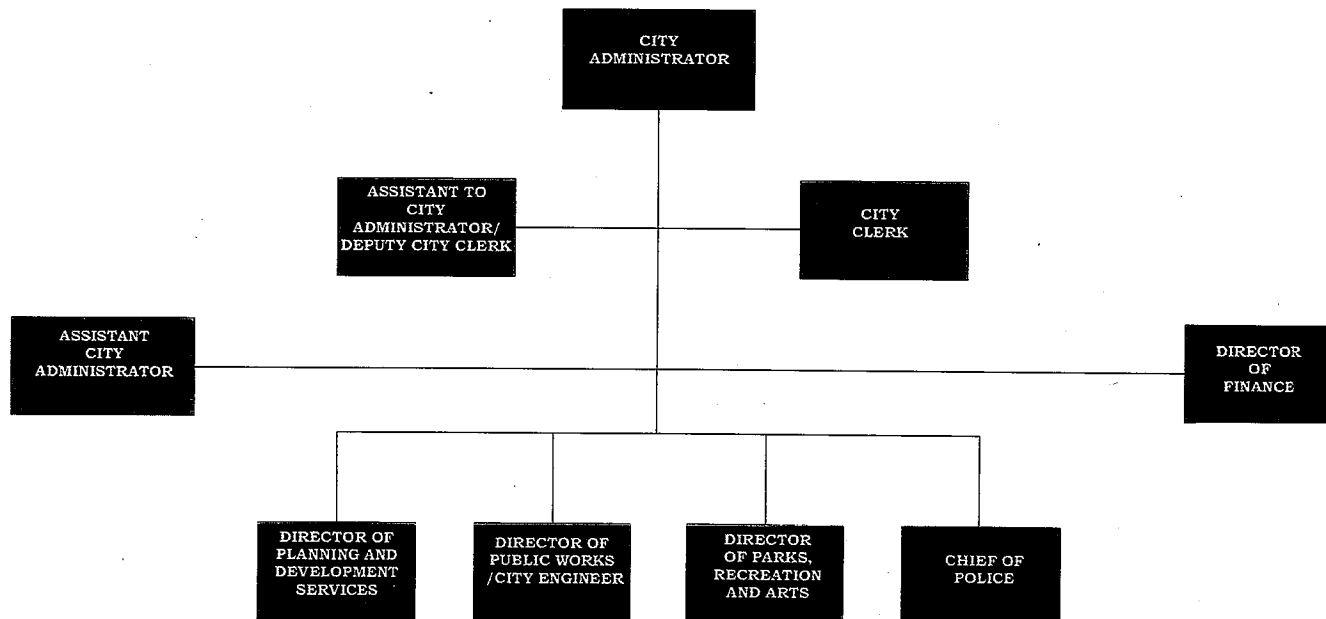 CITY
ADMINISTRATOR
ASSISTANT TO
CITY
ADMINISTRATOR/
DEPUTY CITY CLERK
CITY
CLERK
ASSISTANT
CITY
ADMINISTRATOR
DIRECTOR
OF
FINANCE
DIRECTOR OF
PLANNING AND
DEVELOPMENT
SERVICES
DIRECTOR OF
PUBLIC WORKS
/CITY ENGINEER
DIRECTOR
OF PARKS,
RECREATION
AND ARTS
CHIEF OF
POLICE